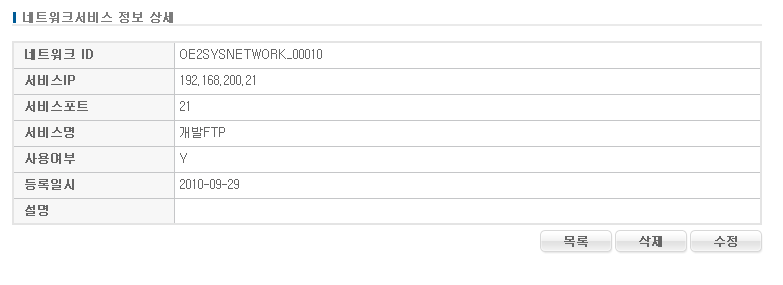 네트워크서비스 정보 상세
네트워크 ID OE2SYSNETWORK_00010
서비스IP 192.168.200.21
서비스포트 21
서비스명 개발FTP
사용여부 Y
등록일시 2010-09-29
설명
목록 삭제 수정